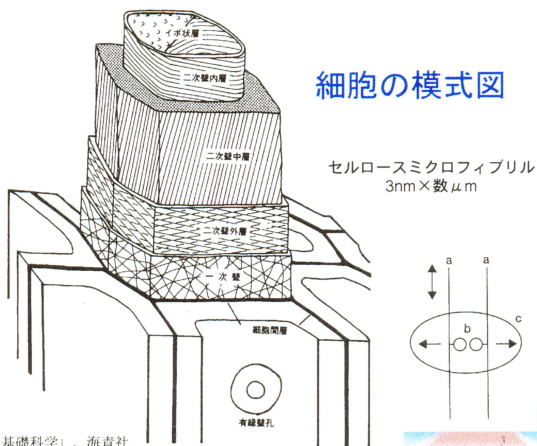 イボ状層
二次壁内層
細胞の模式図
二次壁中層
セルロースミクロフィブリル
3nm×数μm
二次壁外層
一次壁
細胞間層
有縁壁孔
a a
b
c
基礎科学」，海青社
3